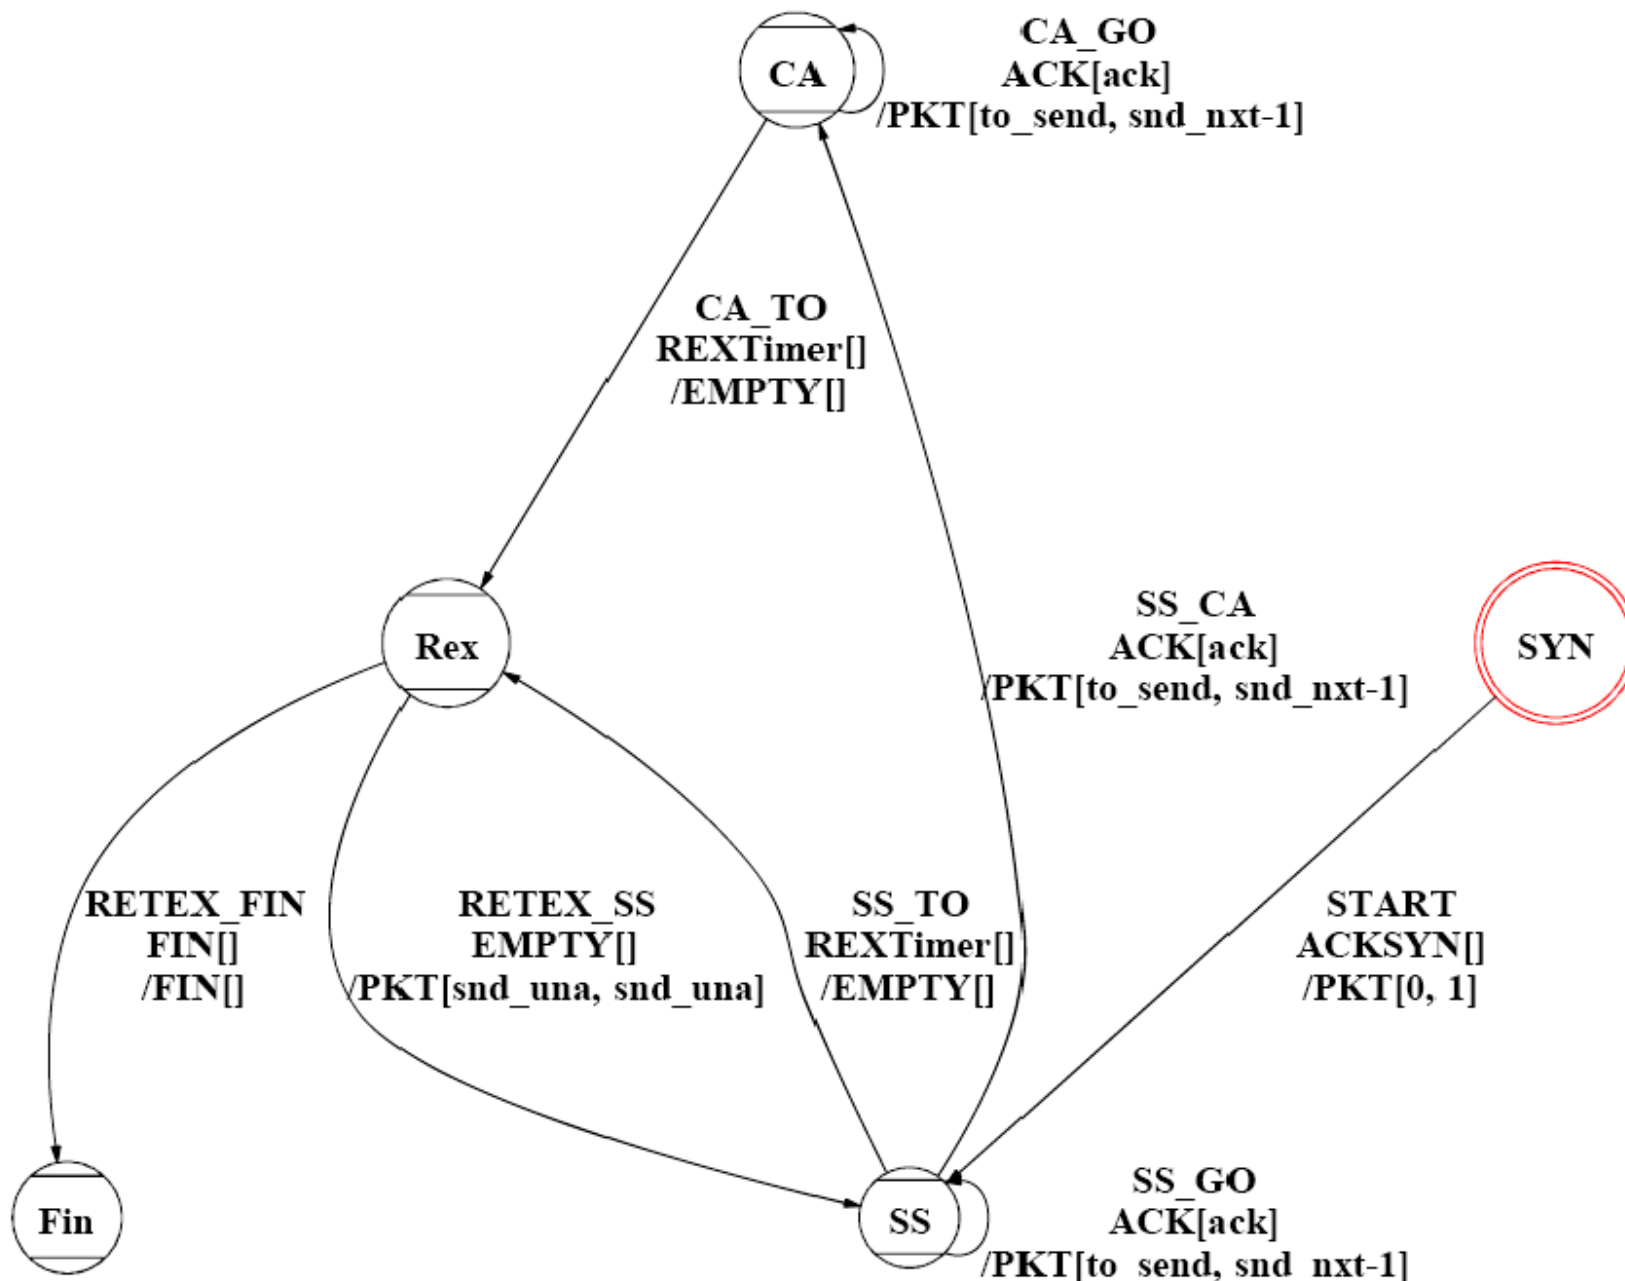 CA
CA_GO
ACK[ack]
/PKT[to_send, snd_nxt-1]
CA_TO
REXTimer[]
/EMPTY[]
Rex
SS_CA
ACK[ack]
/PKT[to_send, snd_nxt-1]
SYN
RETEX_FIN
FIN[]
/FIN[]
RETEX_SS
EMPTY[]
/PKT[snd_una, snd_una]
SS_TO
REXTimer[]
/EMPTY[]
START
ACKSYN[]
/PKT[0, 1]
Fin
SS
SS_GO
ACK[ack]
/PKT[to_send, snd_nxt-1]